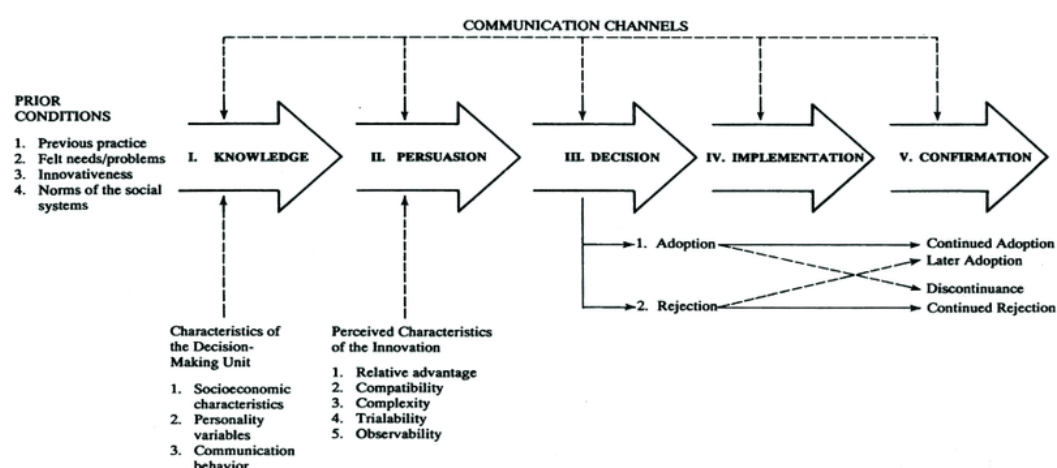 COMMUNICATION CHANNELS
PRIOR
CONDITIONS
1. Previous practice
2. Felt needs/problems
3. Innovativeness
4. Norms of the social
systems
I. KNOWLEDGE
II. PERSUASION
III. DECISION
IV. IMPLEMENTATION
V. CONFIRMATION
1. Adoption
2. Rejection
Continued Adoption
Later Adoption
Discontinuance
Continued Rejection
Characteristics of
the Decision-
Making Unit
1. Socioeconomic
characteristics
2. Personality
variables
3. Communication
behavior
Perceived Characteristics
of the Innovation
1. Relative advantage
2. Compatibility
3. Complexity
4. Trialability
5. Observability